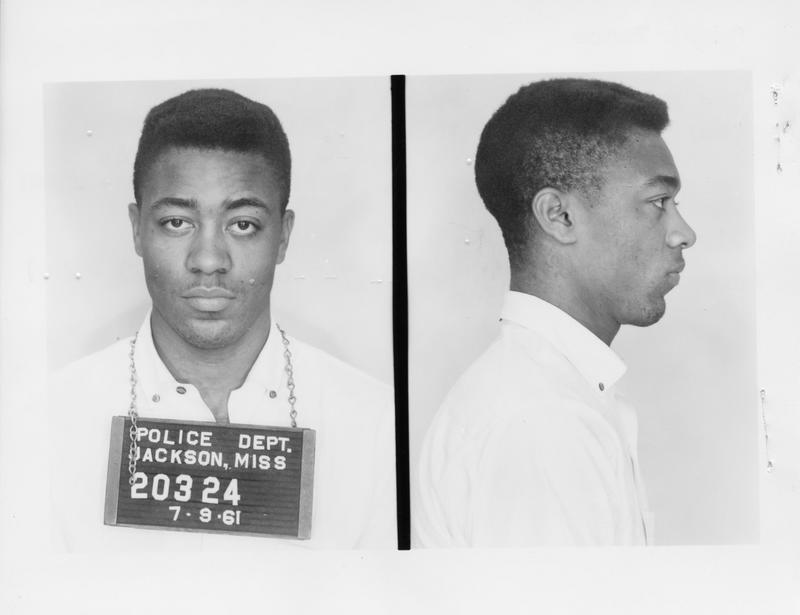 POLICE DEPT.
JACKSON, MISS
20324
7-9-61